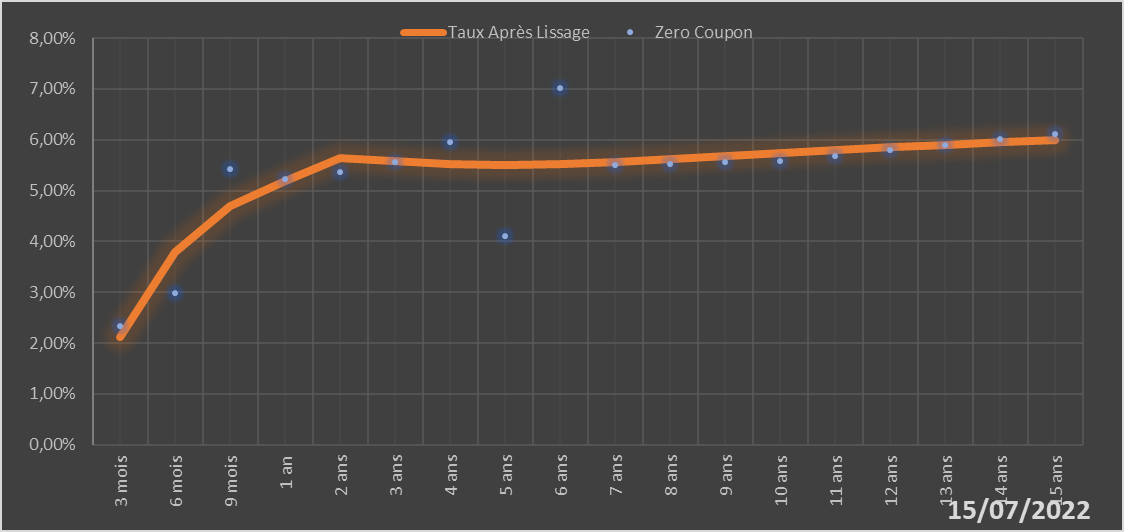 Taux Après Lissage
Zero Coupon
8,00%
7,00%
6,00%
5,00%
4,00%
3,00%
2,00%
1,00%
0,00%
3 mois
6 mois
9 mois
1 an
2 ans
3 ans
4 ans
5 ans
6 ans
7 ans
8 ans
9 ans
10 ans
11 ans
12 ans
13 ans
14 ans
15 ans
15/07/2022